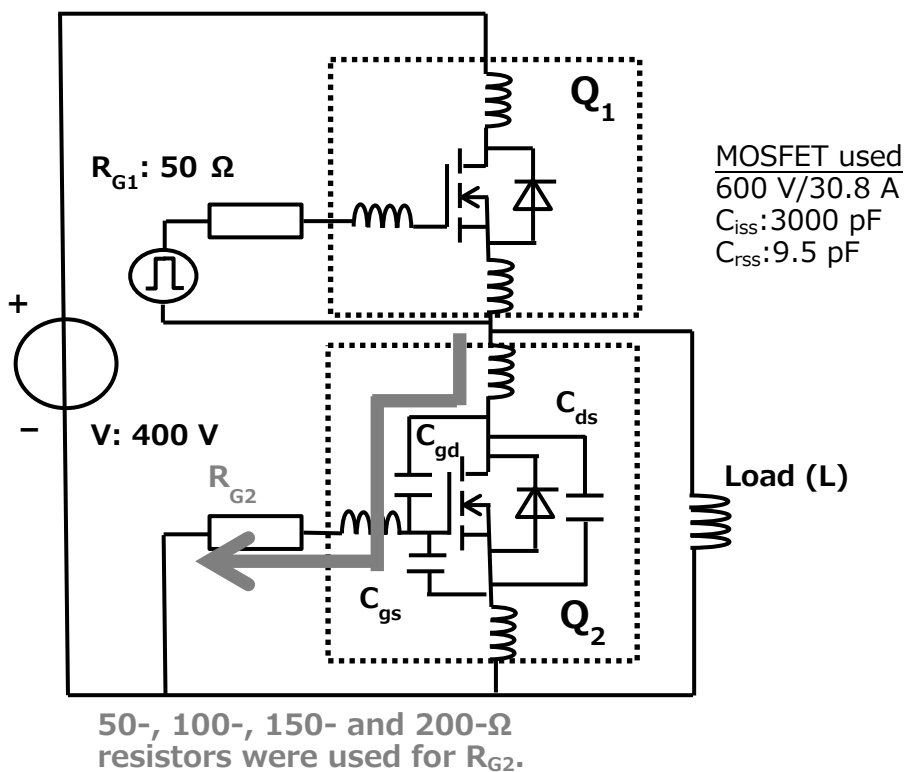 Q1
RG1: 50 Ω
MOSFET used
600 V/30.8 A
Ciss:3000 pF
Crss:9.5 pF
+
−
V: 400 V
RG2
Cgd
Cds
Cgs
Load (L)
Q2
50-, 100-, 150- and 200-Ω
resistors were used for RG2.